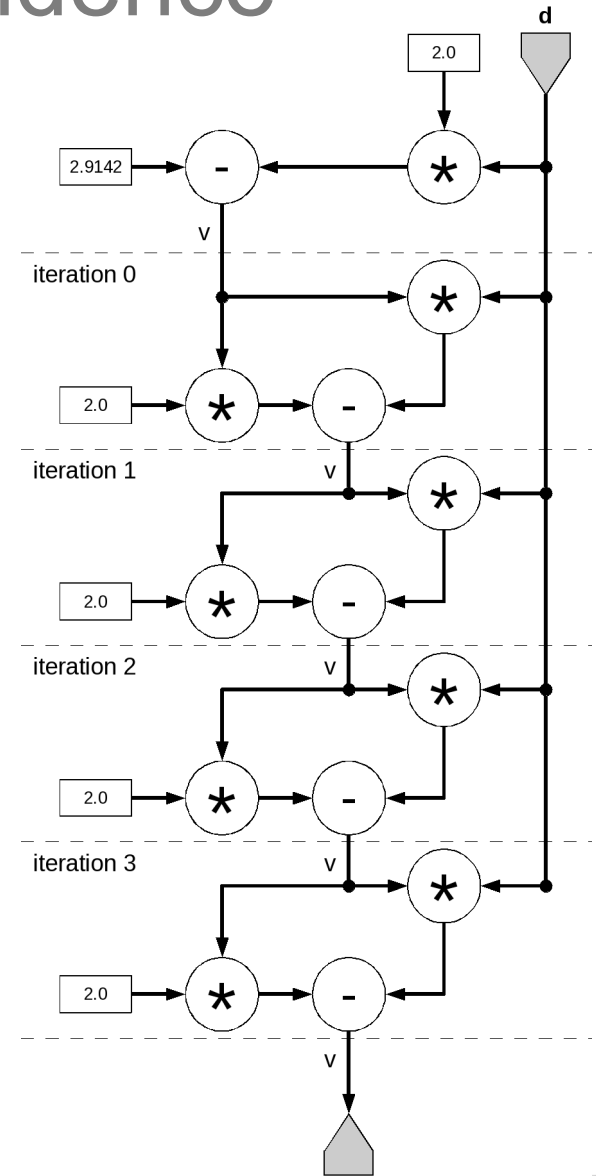 d
2.0
2.9142
-
*
v
iteration 0
*
2.0
*
-
iteration 1
v
*
2.0
*
-
iteration 2
v
*
2.0
*
-
iteration 3
v
*
2.0
*
-
v